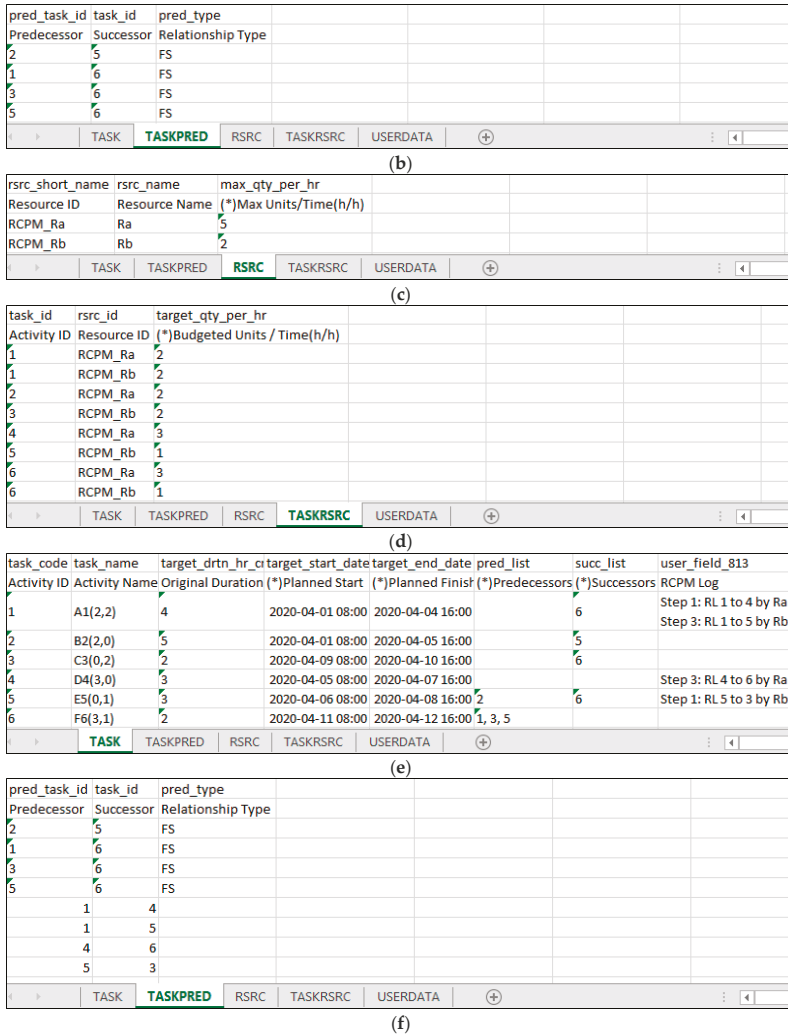 pred_task_id task_id pred_type
Predecessor Successor Relationship Type
2 5 FS
1 6 FS
3 6 FS
5 6 FS
TASK TASKPRED RSRC TASKRSRC USERDATA
(b)
rsrc_short_name rsrc_name max_qty_per_hr
Resource ID Resource Name (*)Max Units/Time(h/h)
RCPM_Ra Ra 5
RCPM_Rb Rb 2
TASK TASKPRED RSRC TASKRSRC USERDATA
(c)
task_id rsrc_id target_qty_per_hr
Activity ID Resource ID (*)Budgeted Units / Time(h/h)
1 RCPM_Ra 2
1 RCPM_Rb 2
2 RCPM_Ra 2
3 RCPM_Rb 2
4 RCPM_Ra 3
5 RCPM_Rb 1
6 RCPM_Ra 3
6 RCPM_Rb 1
TASK TASKPRED RSRC TASKRSRC USERDATA
(d)
task_code task_name target_drtn_hr_c target_start_date target_end_date pred_list succ_list user_field_813
Activity ID Activity Name Original Duration (*)Planned Start (*)Planned Finish (*)Predecessors (*)Successors RCPM Log
1 A1(2,2) 4 2020-04-01 08:00 2020-04-04 16:00 6 Step 1: RL 1 to 4 by Ra
Step 3: RL 1 to 5 by Rb
2 B2(2,0) 5 2020-04-01 08:00 2020-04-05 16:00 5
3 C3(0,2) 2 2020-04-09 08:00 2020-04-10 16:00 6
4 D4(3,0) 3 2020-04-05 08:00 2020-04-07 16:00 Step 3: RL 4 to 6 by Ra
5 E5(0,1) 3 2020-04-06 08:00 2020-04-08 16:00 2 6 Step 1: RL 5 to 3 by Rb
6 F6(3,1) 2 2020-04-11 08:00 2020-04-12 16:00 1, 3, 5
TASK TASKPRED RSRC TASKRSRC USERDATA
(e)
pred_task_id task_id pred_type
Predecessor Successor Relationship Type
2 5 FS
1 6 FS
3 6 FS
5 6 FS
1 4
1 5
4 6
5 3
TASK TASKPRED RSRC TASKRSRC USERDATA
(f)